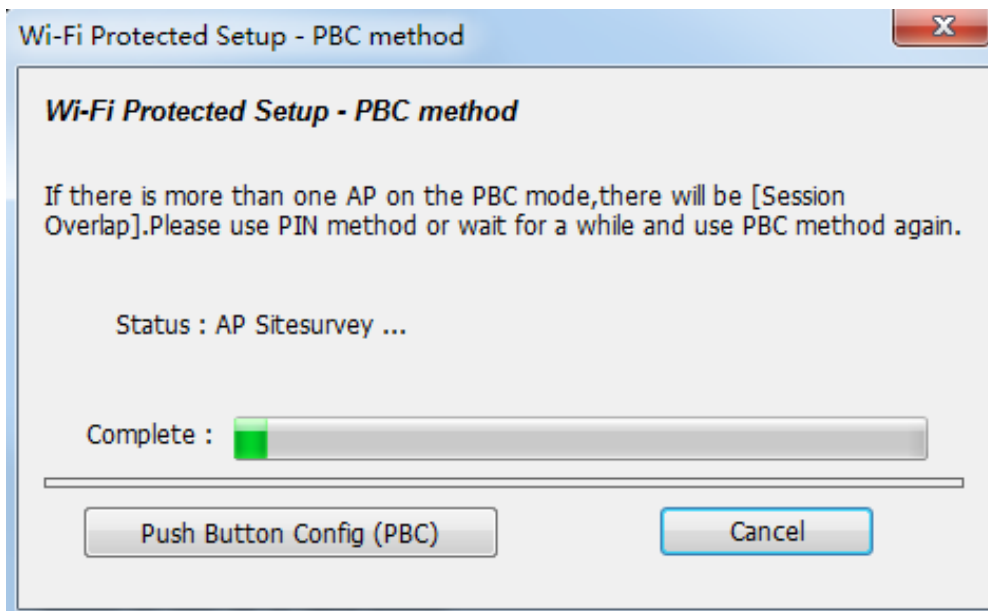 Wi-Fi Protected Setup - PBC method
Wi-Fi Protected Setup - PBC method
If there is more than one AP on the PBC mode,there will be [Session
Overlap].Please use PIN method or wait for a while and use PBC method again.
Status : AP Sitesurvey ...
Complete :
Push Button Config (PBC)
Cancel